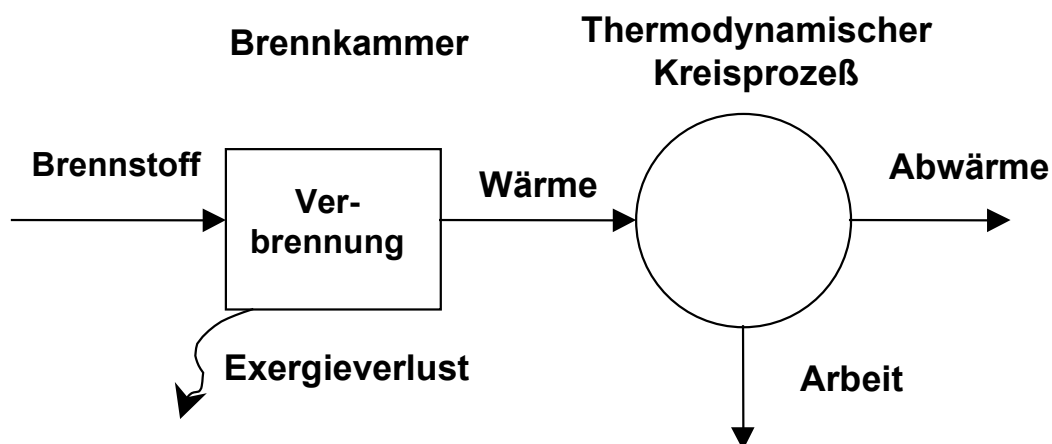 Brennkammer
Thermodynamischer
Kreisprozeß
Brennstoff
Ver-
brennung
Wärme
Abwärme
Exergieverlust
Arbeit